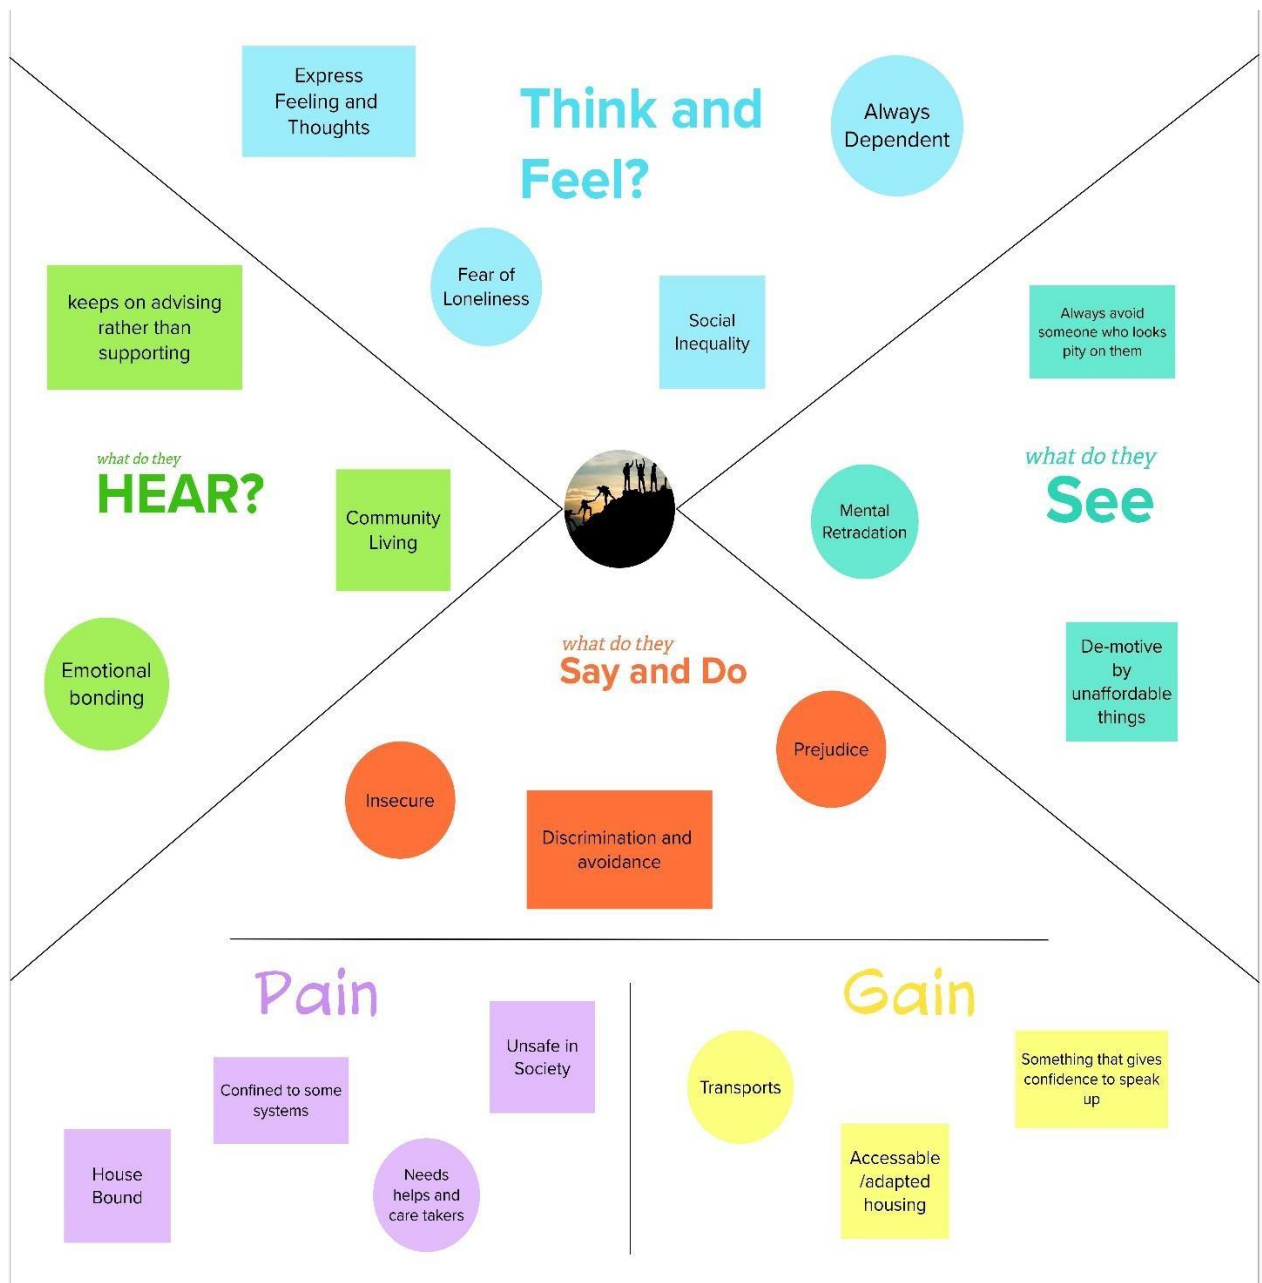 Express
Feeling and
Thoughts
Think and
Feel?
Always
Dependent
Fear of
Loneliness
Social
Inequality
keeps on advising
rather than
supporting
what do they
HEAR?
Community
Living
Emotional
bonding
Always avoid
someone who looks
pity on them
what do they
See
Mental
Retradation
De-motive
by
unaffordable
things
what do they
Say and Do
Insecure
Discrimination and
avoidance
Prejudice
Pain
House
Bound
Confined to some
systems
Needs
helps and
care takers
Unsafe in
Society
Gain
Transports
Accessable
/adapted
housing
Something that gives
confidence to speak
up